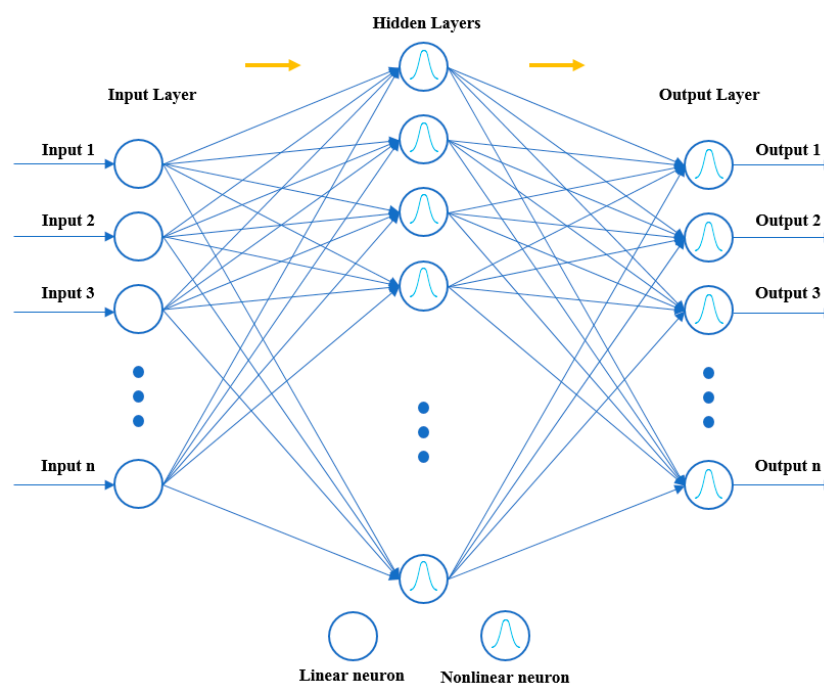 Hidden Layers
Input Layer
Output Layer
Input 1
Output 1
Input 2
Output 2
Input 3
Output 3
Input n
Output n
Linear neuron
Nonlinear neuron